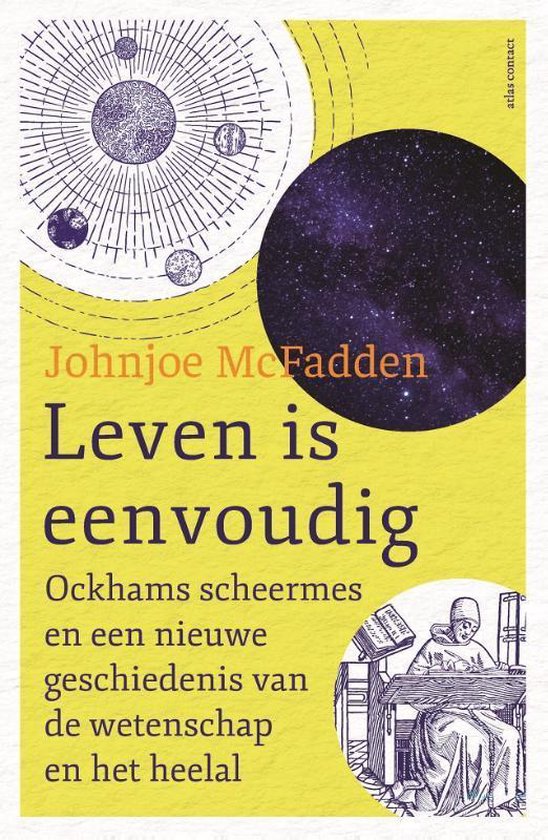 atlas contact
Johnjoe McFadden
Leven is
eenvoudig
Ockhams scheermes
en een nieuwe
geschiedenis van
de wetenschap
en het heelal